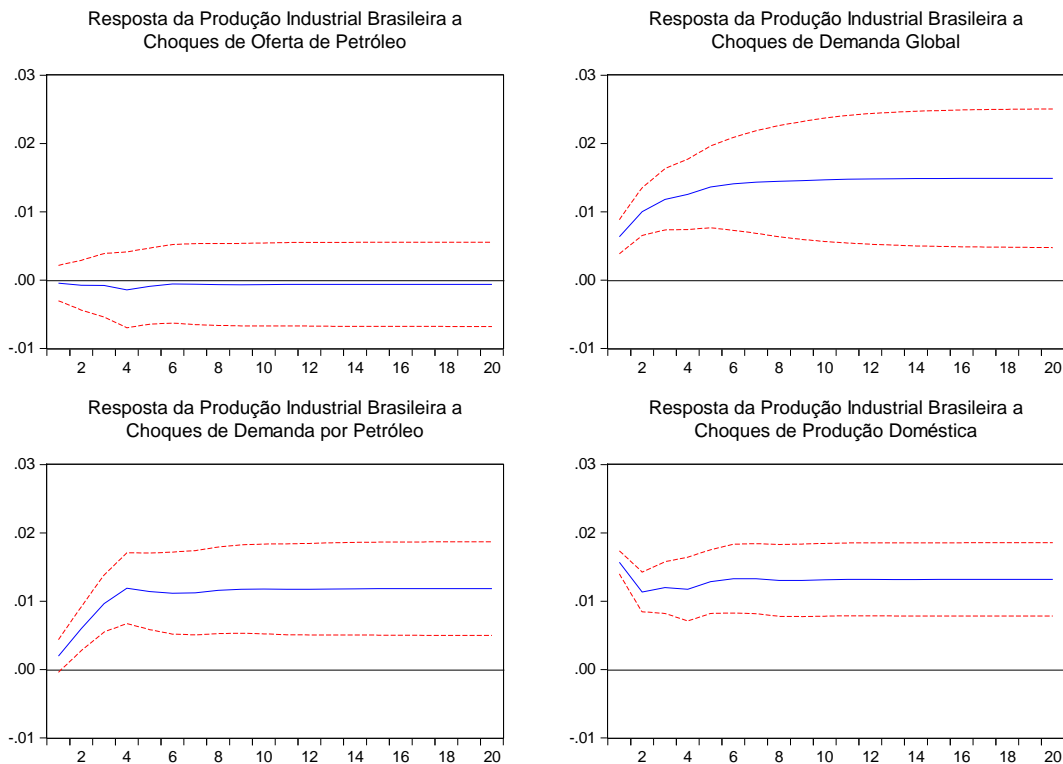 Resposta da Produção Industrial Brasileira a
Choques de Oferta de Petróleo
.03
.02
.01
.00
-.01
2 4 6 8 10 12 14 16 18 20
Resposta da Produção Industrial Brasileira a
Choques de Demanda Global
.03
.02
.01
.00
-.01
2 4 6 8 10 12 14 16 18 20
Resposta da Produção Industrial Brasileira a
Choques de Demanda por Petróleo
.03
.02
.01
.00
-.01
2 4 6 8 10 12 14 16 18 20
Resposta da Produção Industrial Brasileira a
Choques de Produção Doméstica
.03
.02
.01
.00
-.01
2 4 6 8 10 12 14 16 18 20